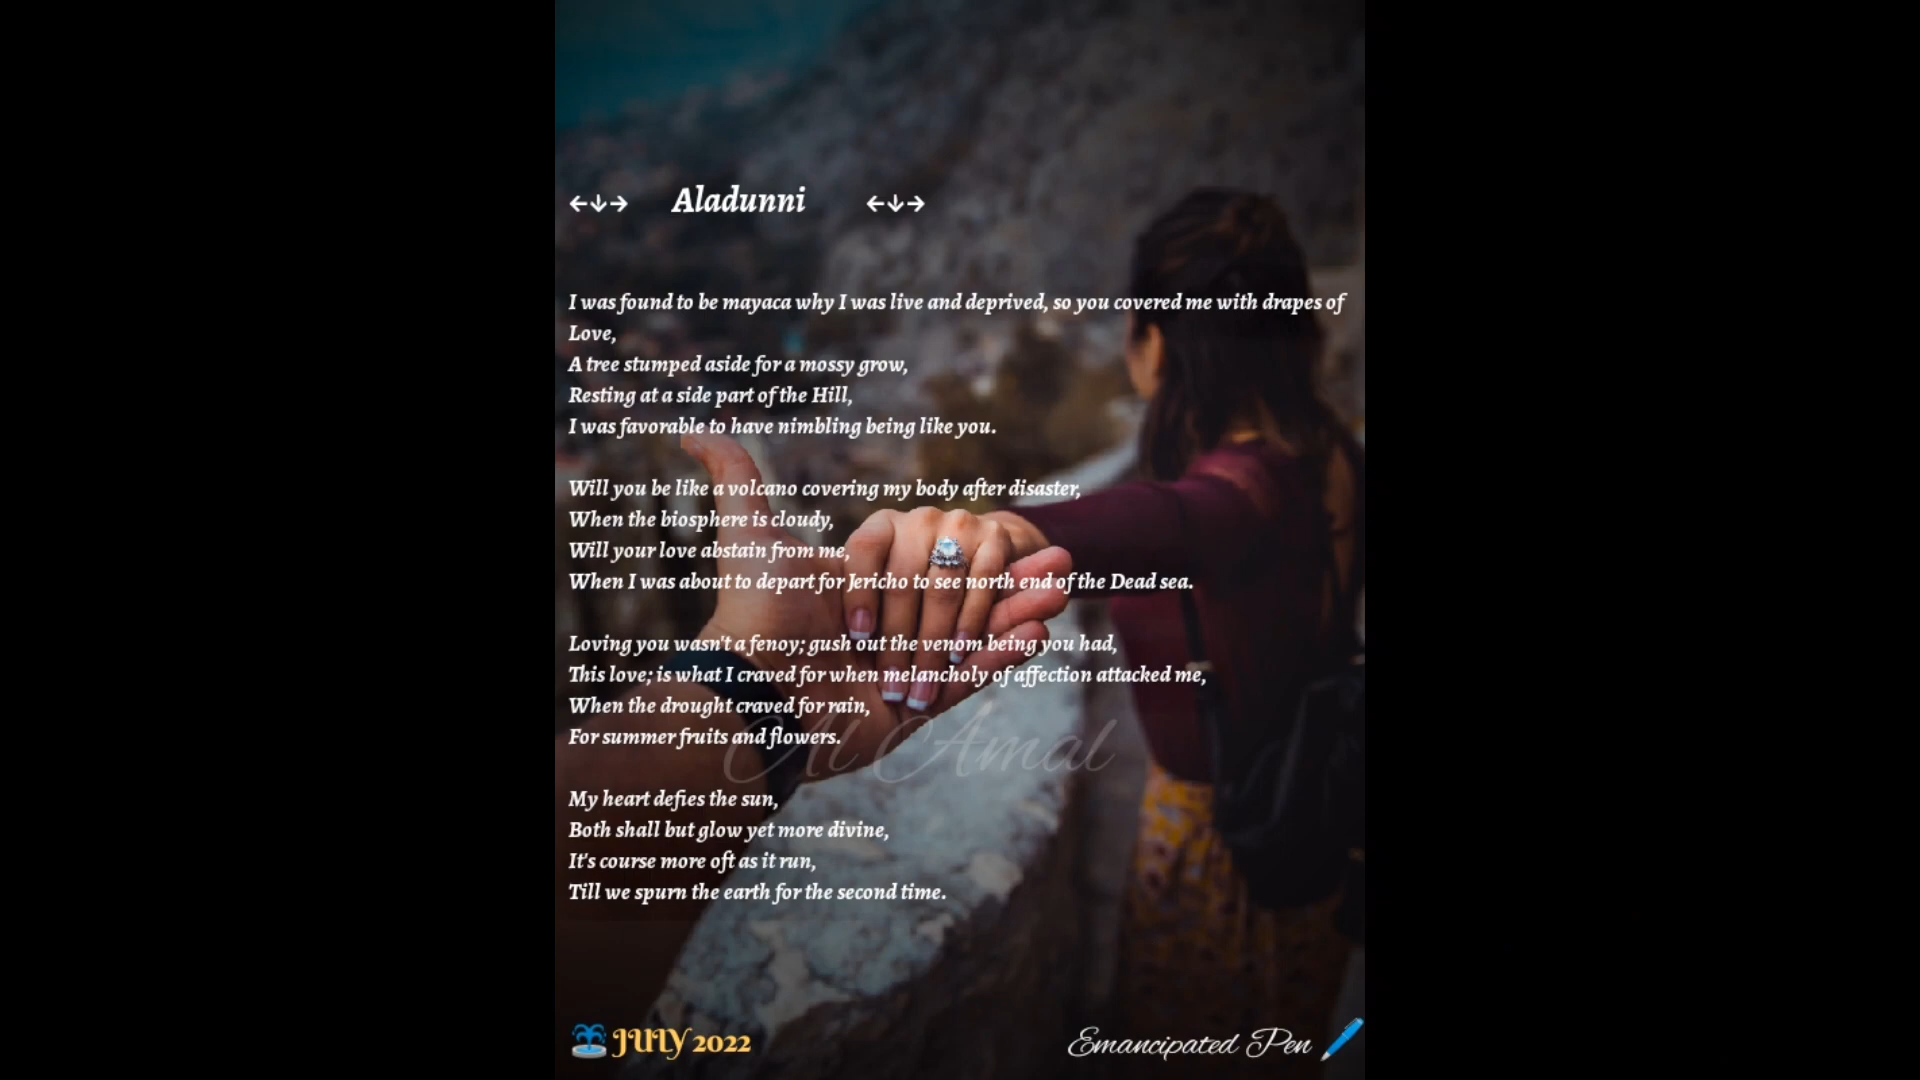 ←↓→ Aladunni ←↓→
I was found to be mayaca why I was live and deprived, so you covered me with drapes of
Love,
A tree stumped aside for a mossy grow,
Resting at a side part of the Hill,
I was favorable to have nimbling being like you.
Will you be like a volcano covering my body after disaster,
When the biosphere is cloudy,
Will your love abstain from me,
When I was about to depart for Jericho to see north end of the Dead sea.
Loving you wasn't a fenoy; gush out the venom being you had,
This love; is what I craved for when melancholy of affection attacked me,
When the drought craved for rain,
For summer fruits and flowers.
Al Amal
My heart defies the sun,
Both shall but glow yet more divine,
It's course more oft as it run,
Till we spurn the earth for the second time.
JULY 2022
Emancipated Pen